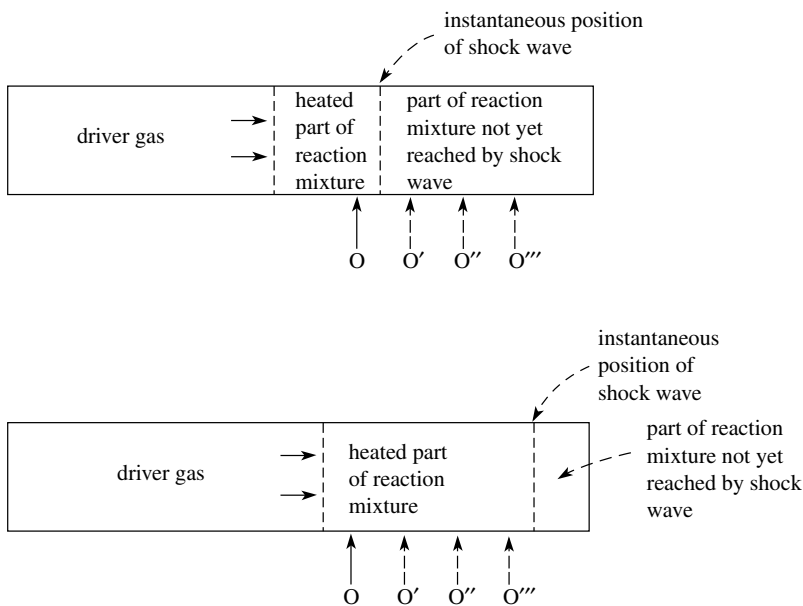 instantaneous position
of shock wave
driver gas
heated
part of
reaction
mixture
part of reaction
mixture not yet
reached by shock
wave
O O′ O″ O‴
instantaneous
position of
shock wave
driver gas
heated part
of reaction
mixture
part of reaction
mixture not yet
reached by shock
wave
O O′ O″ O‴